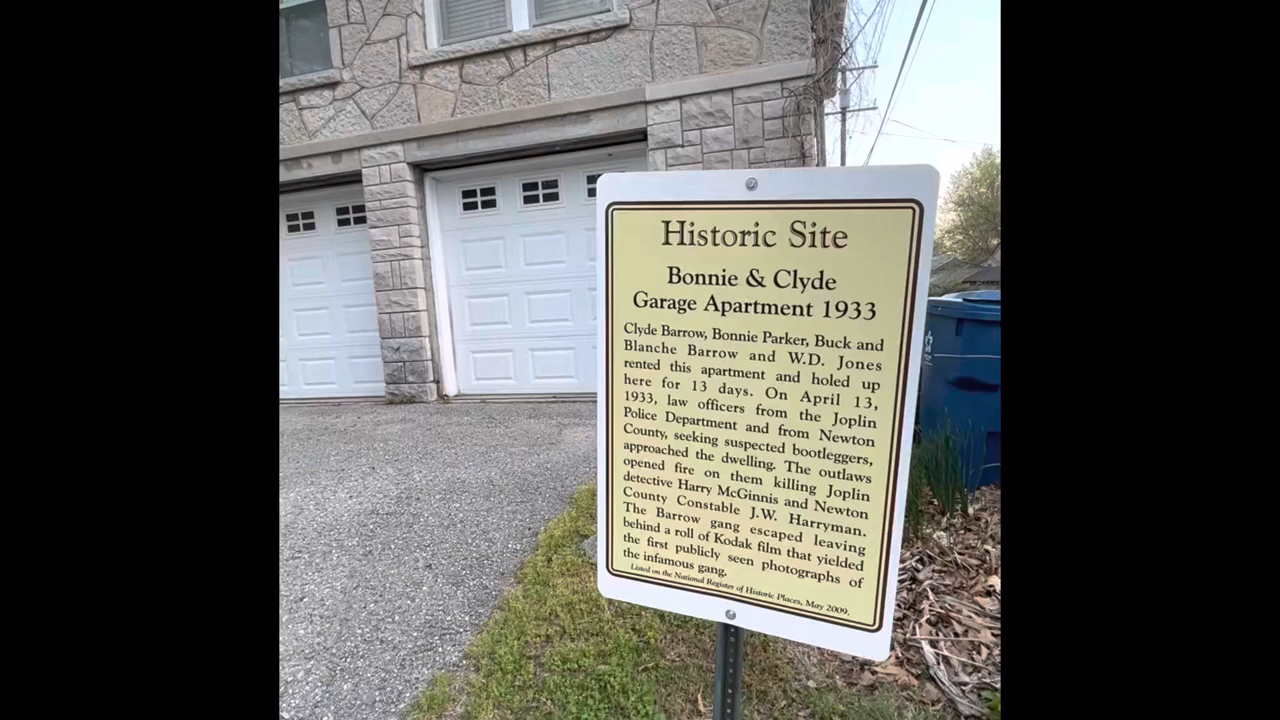 Historic Site
Bonnie & Clyde
Garage Apartment 1933
Clyde Barrow, Bonnie Parker, Buck and
Blanche Barrow and W.D. Jones
rented this apartment and holed up
here for 13 days. On April 13,
1933, law officers from the Joplin
Police Department and from Newton
County, seeking suspected bootleggers,
approached the dwelling. The outlaws
opened fire on them killing Joplin
detective Harry McGinnis and Newton
County Constable J.W. Harryman.
The Barrow gang escaped leaving
behind a roll of Kodak film that yielded
the first publicly seen photographs of
the infamous gang.
Listed on the National Register of Historic Places, May 2009.